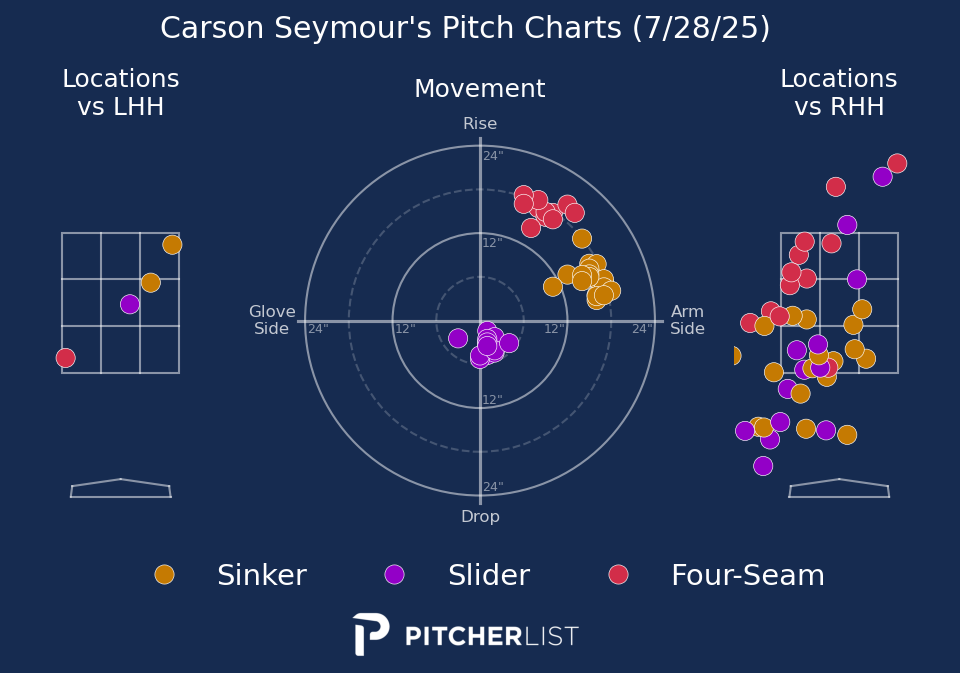 Carson Seymour's Pitch Charts (7/28/25)
Locations
vs LHH
Movement
Locations
vs RHH
Rise
24"
12"
Glove
Side
24"
12"
12"
24"
Arm
Side
12"
24"
Drop
Sinker
Slider
Four-Seam
PITCHERLIST